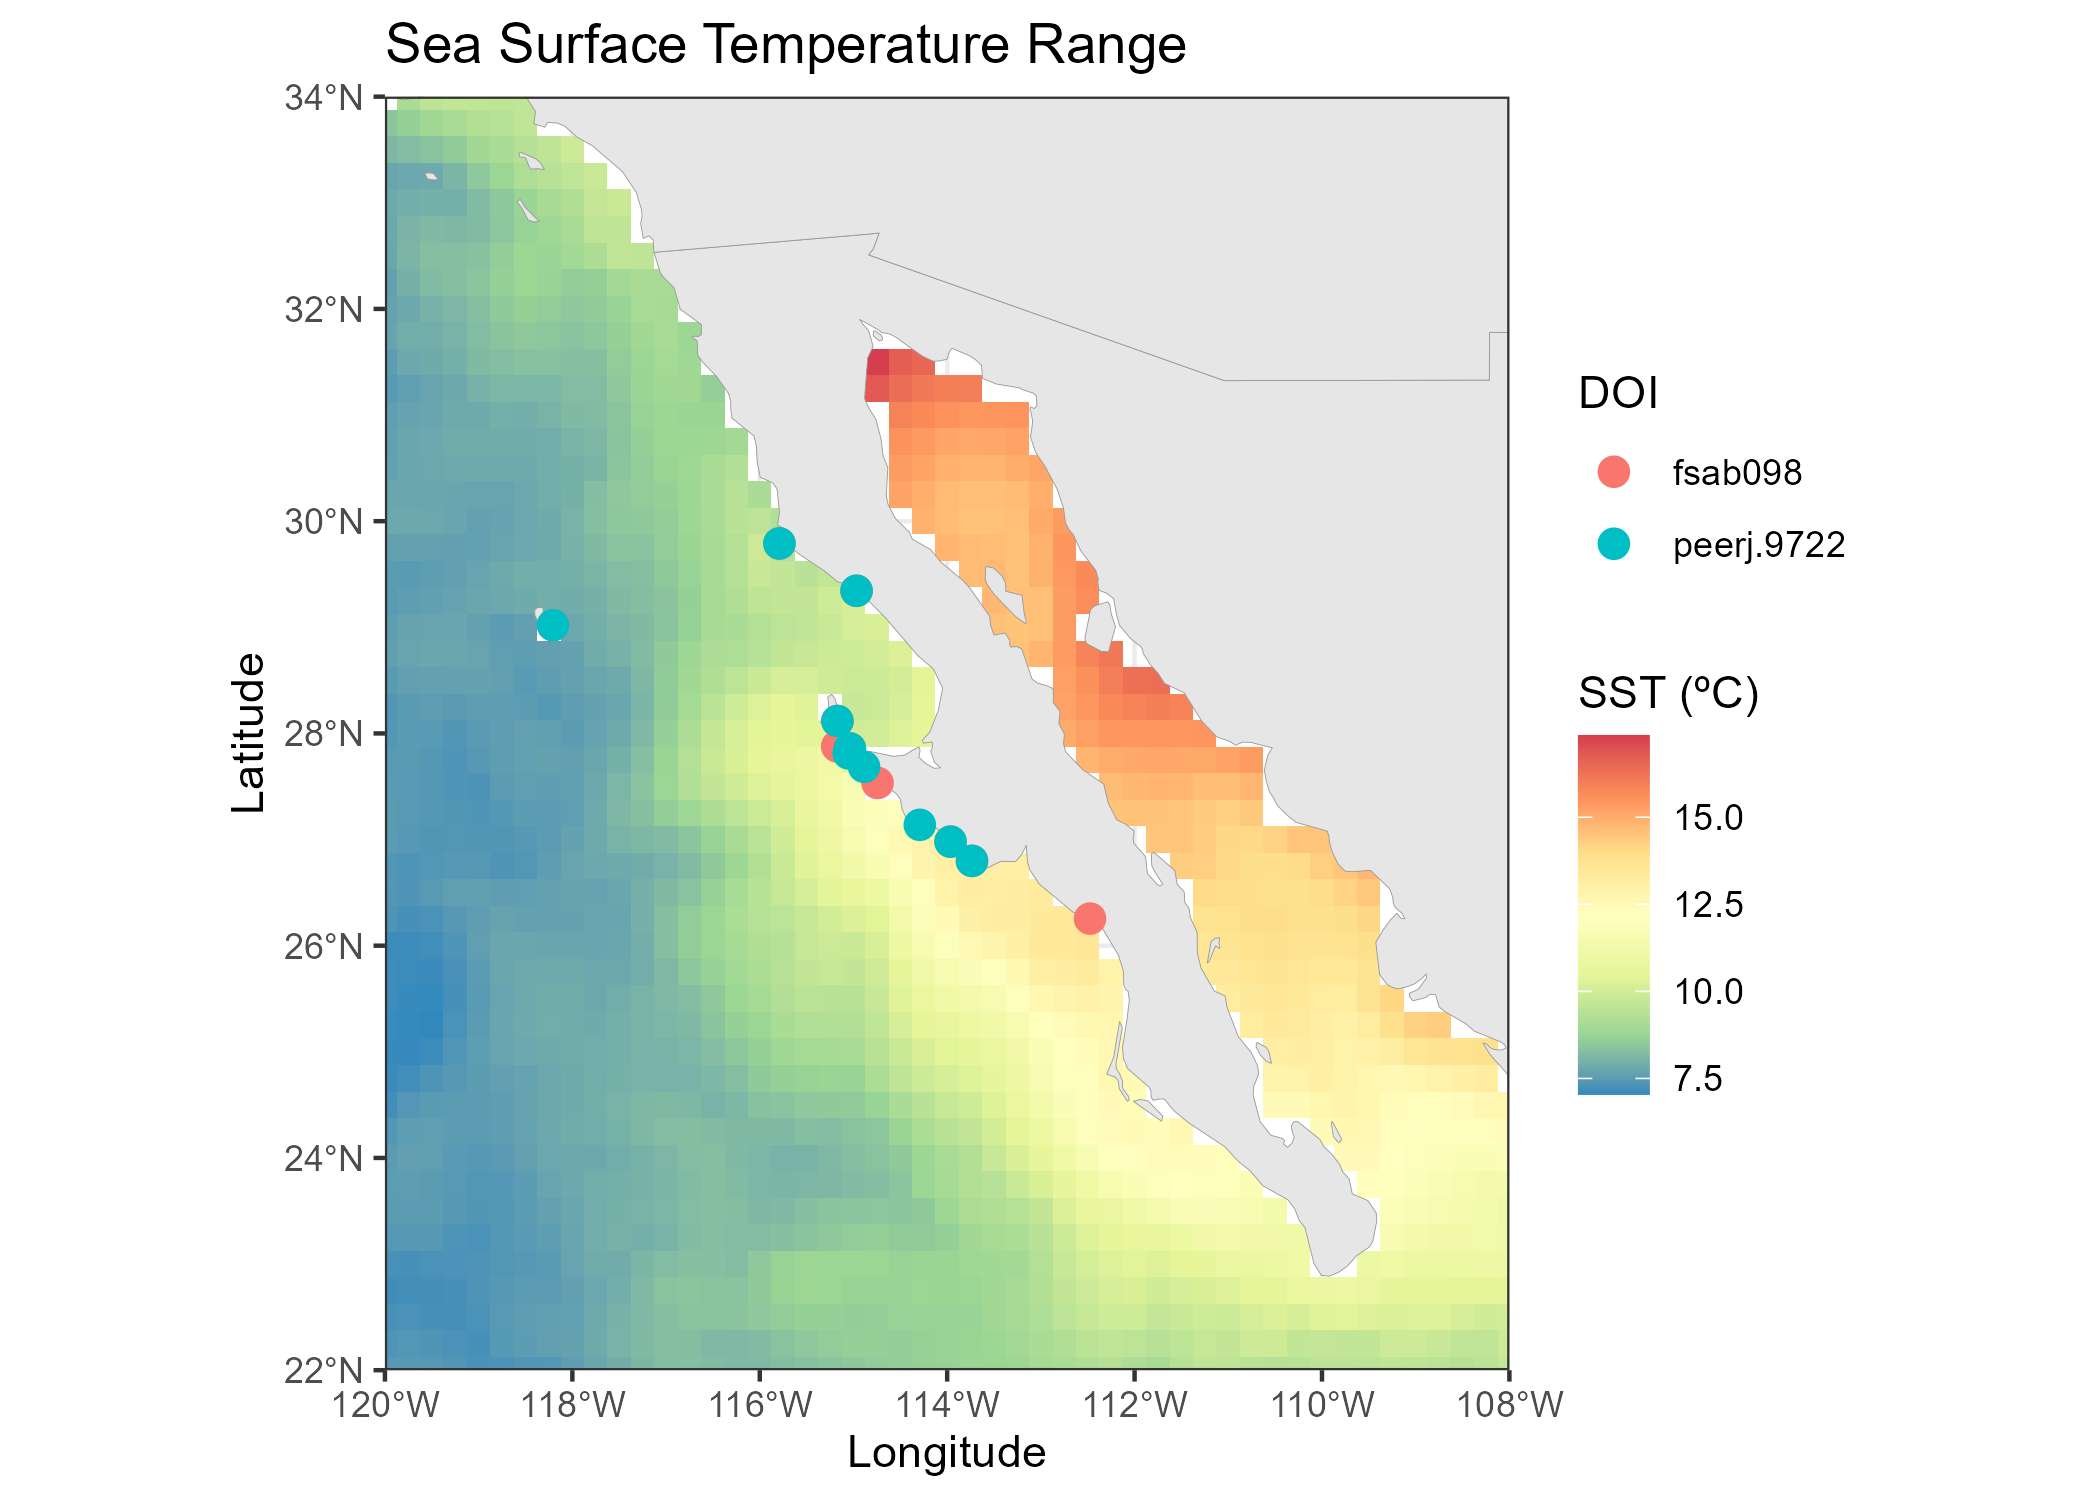 Sea Surface Temperature Range
34°N
32°N
30°N
28°N
26°N
24°N
22°N
Latitude
120°W 118°W 116°W 114°W 112°W 110°W 108°W
Longitude
DOI
fsab098
peerj.9722
SST (ºC)
15.0
12.5
10.0
7.5